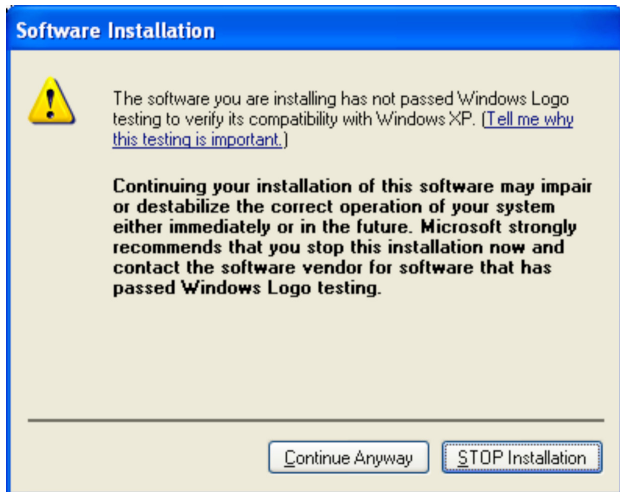 Software Installation
The software you are installing has not passed Windows Logo
testing to verify its compatibility with Windows XP. (Tell me why
this testing is important.)
Continuing your installation of this software may impair
or destabilize the correct operation of your system
either immediately or in the future. Microsoft strongly
recommends that you stop this installation now and
contact the software vendor for software that has
passed Windows Logo testing.
Continue Anyway STOP Installation